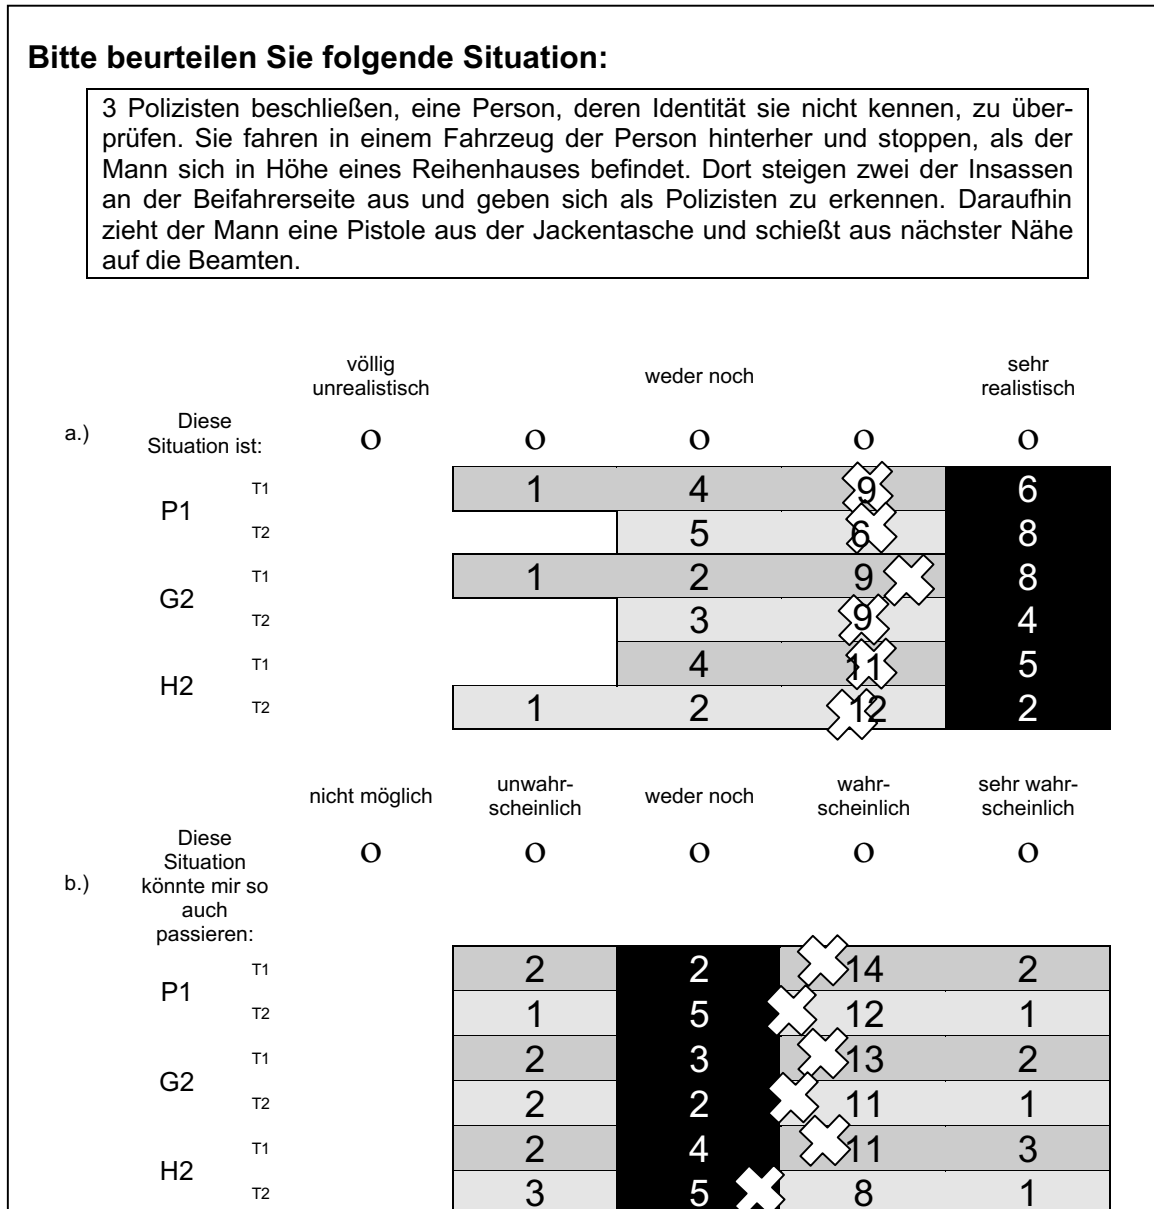 Bitte beurteilen Sie folgende Situation:
3 Polizisten beschließen, eine Person, deren Identität sie nicht kennen, zu über-
prüfen. Sie fahren in einem Fahrzeug der Person hinterher und stoppen, als der
Mann sich in Höhe eines Reihenhauses befindet. Dort steigen zwei der Insassen
an der Beifahrerseite aus und geben sich als Polizisten zu erkennen. Daraufhin
zieht der Mann eine Pistole aus der Jackentasche und schießt aus nächster Nähe
auf die Beamten.
völlig
unrealistisch
weder noch
sehr
realistisch
a.)
Diese
Situation ist:
o o o o o
P1
T1 1 4 9 6
T2 5 6 8
G2
T1 1 2 9 8
T2 3 9 4
H2
T1 4 11 5
T2 1 2 12 2
nicht möglich
unwahr-
scheinlich
weder noch
wahr-
scheinlich
sehr wahr-
scheinlich
b.)
Diese
Situation
könnte mir so
auch
passieren:
o o o o o
P1
T1 2 2 14 2
T2 1 5 12 1
G2
T1 2 3 13 2
T2 2 2 11 1
H2
T1 2 4 11 3
T2 3 5 8 1